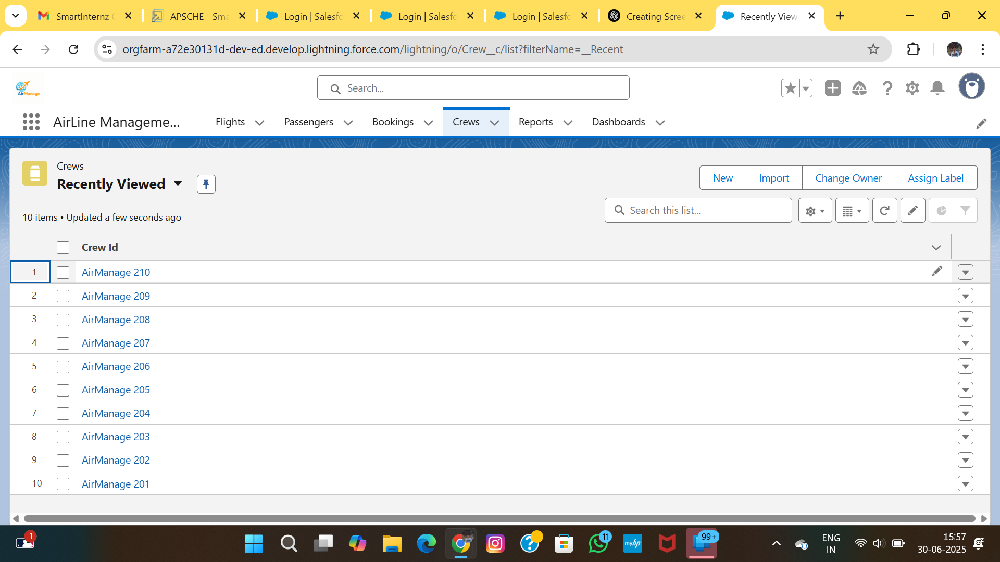 SmartInternz
APSCHE - Sma
Login | Salesfo
Login | Salesfo
Login | Salesfo
Creating Scree
Recently View
orgfarm-a72e30131d-dev-ed.develop.lightning.force.com/lightning/o/Crew__c/list?filterName=__Recent
AirManage
Search...
AirLine Manageme...
Flights
Passengers
Bookings
Crews
Reports
Dashboards
Crews
Recently Viewed
New
Import
Change Owner
Assign Label
10 items • Updated a few seconds ago
Search this list...
Crew Id
1 AirManage 210
2 AirManage 209
3 AirManage 208
4 AirManage 207
5 AirManage 206
6 AirManage 205
7 AirManage 204
8 AirManage 203
9 AirManage 202
10 AirManage 201
1
11
myhp
99+
ENG
IN
15:57
30-06-2025